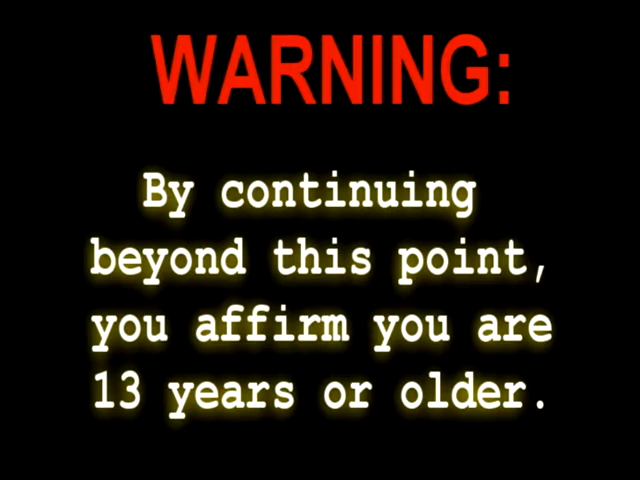 WARNING:
By continuing
beyond this point,
you affirm you are
13 years or older.